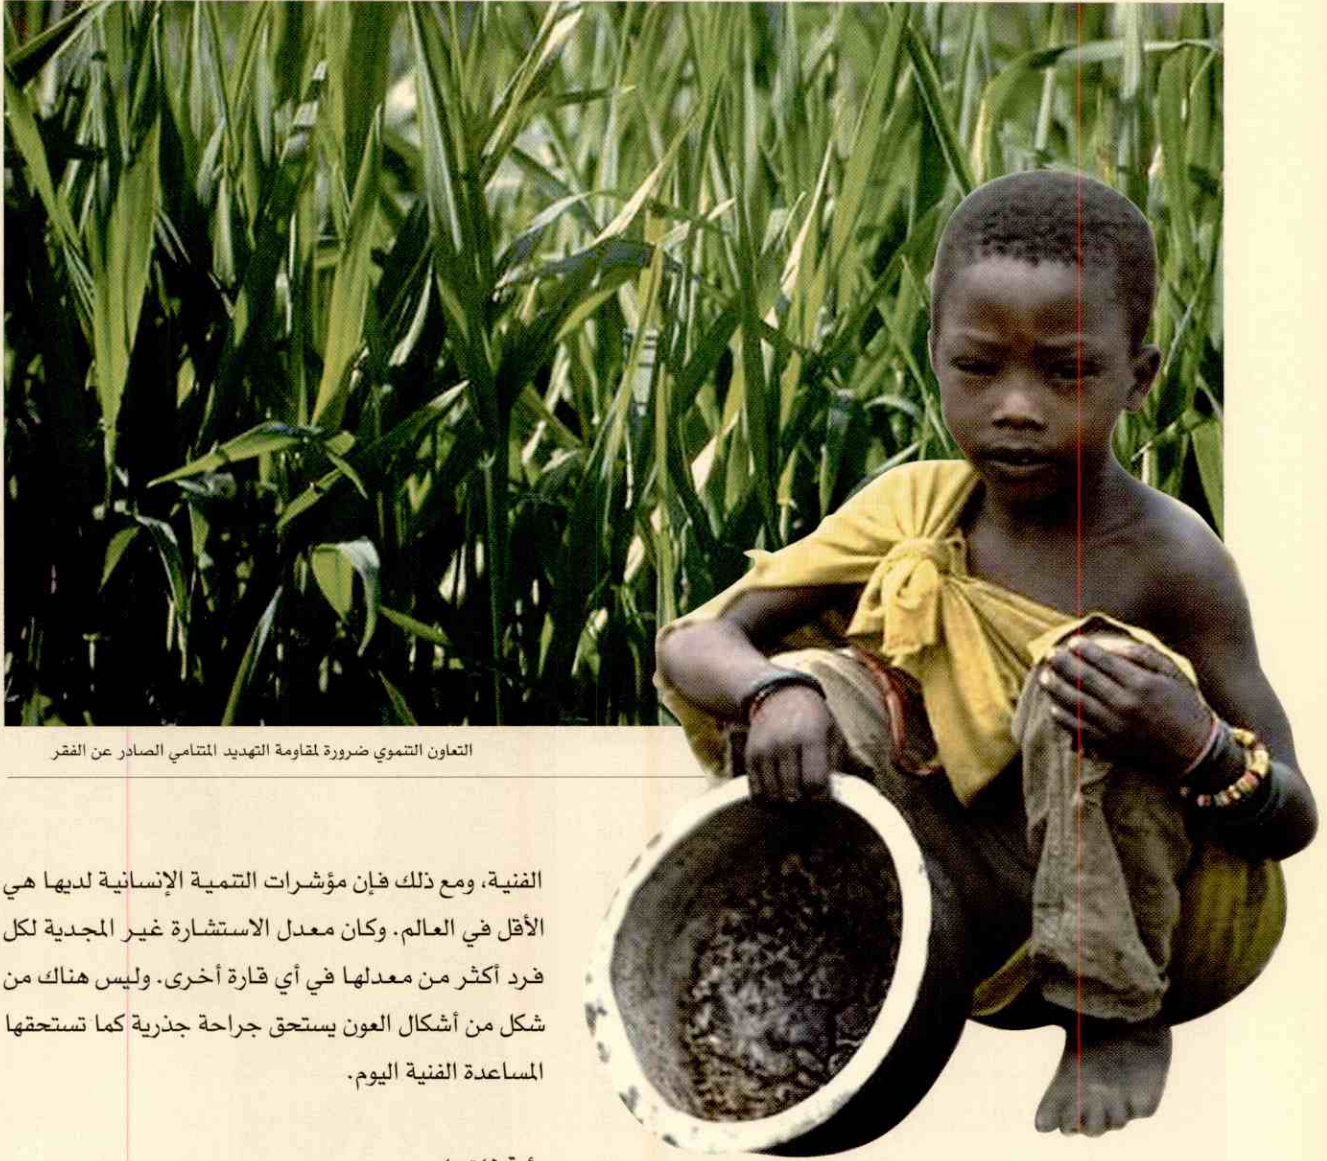 التعاون التنموي ضرورة لمقاومة التهديد المتنامي الصادر عن الفقر
الفنية، ومع ذلك فإن مؤشرات التنمية الإنسانية لديها هي
الأقل في العالم. وكان معدل الاستشارة غير المجدية لكل
فرد أكثر من معدلها في أي قارة أخرى. وليس هناك من
شكل من أشكال العون يستحق جراحة جذرية كما تستحقها
المساعدة الفنية اليوم.